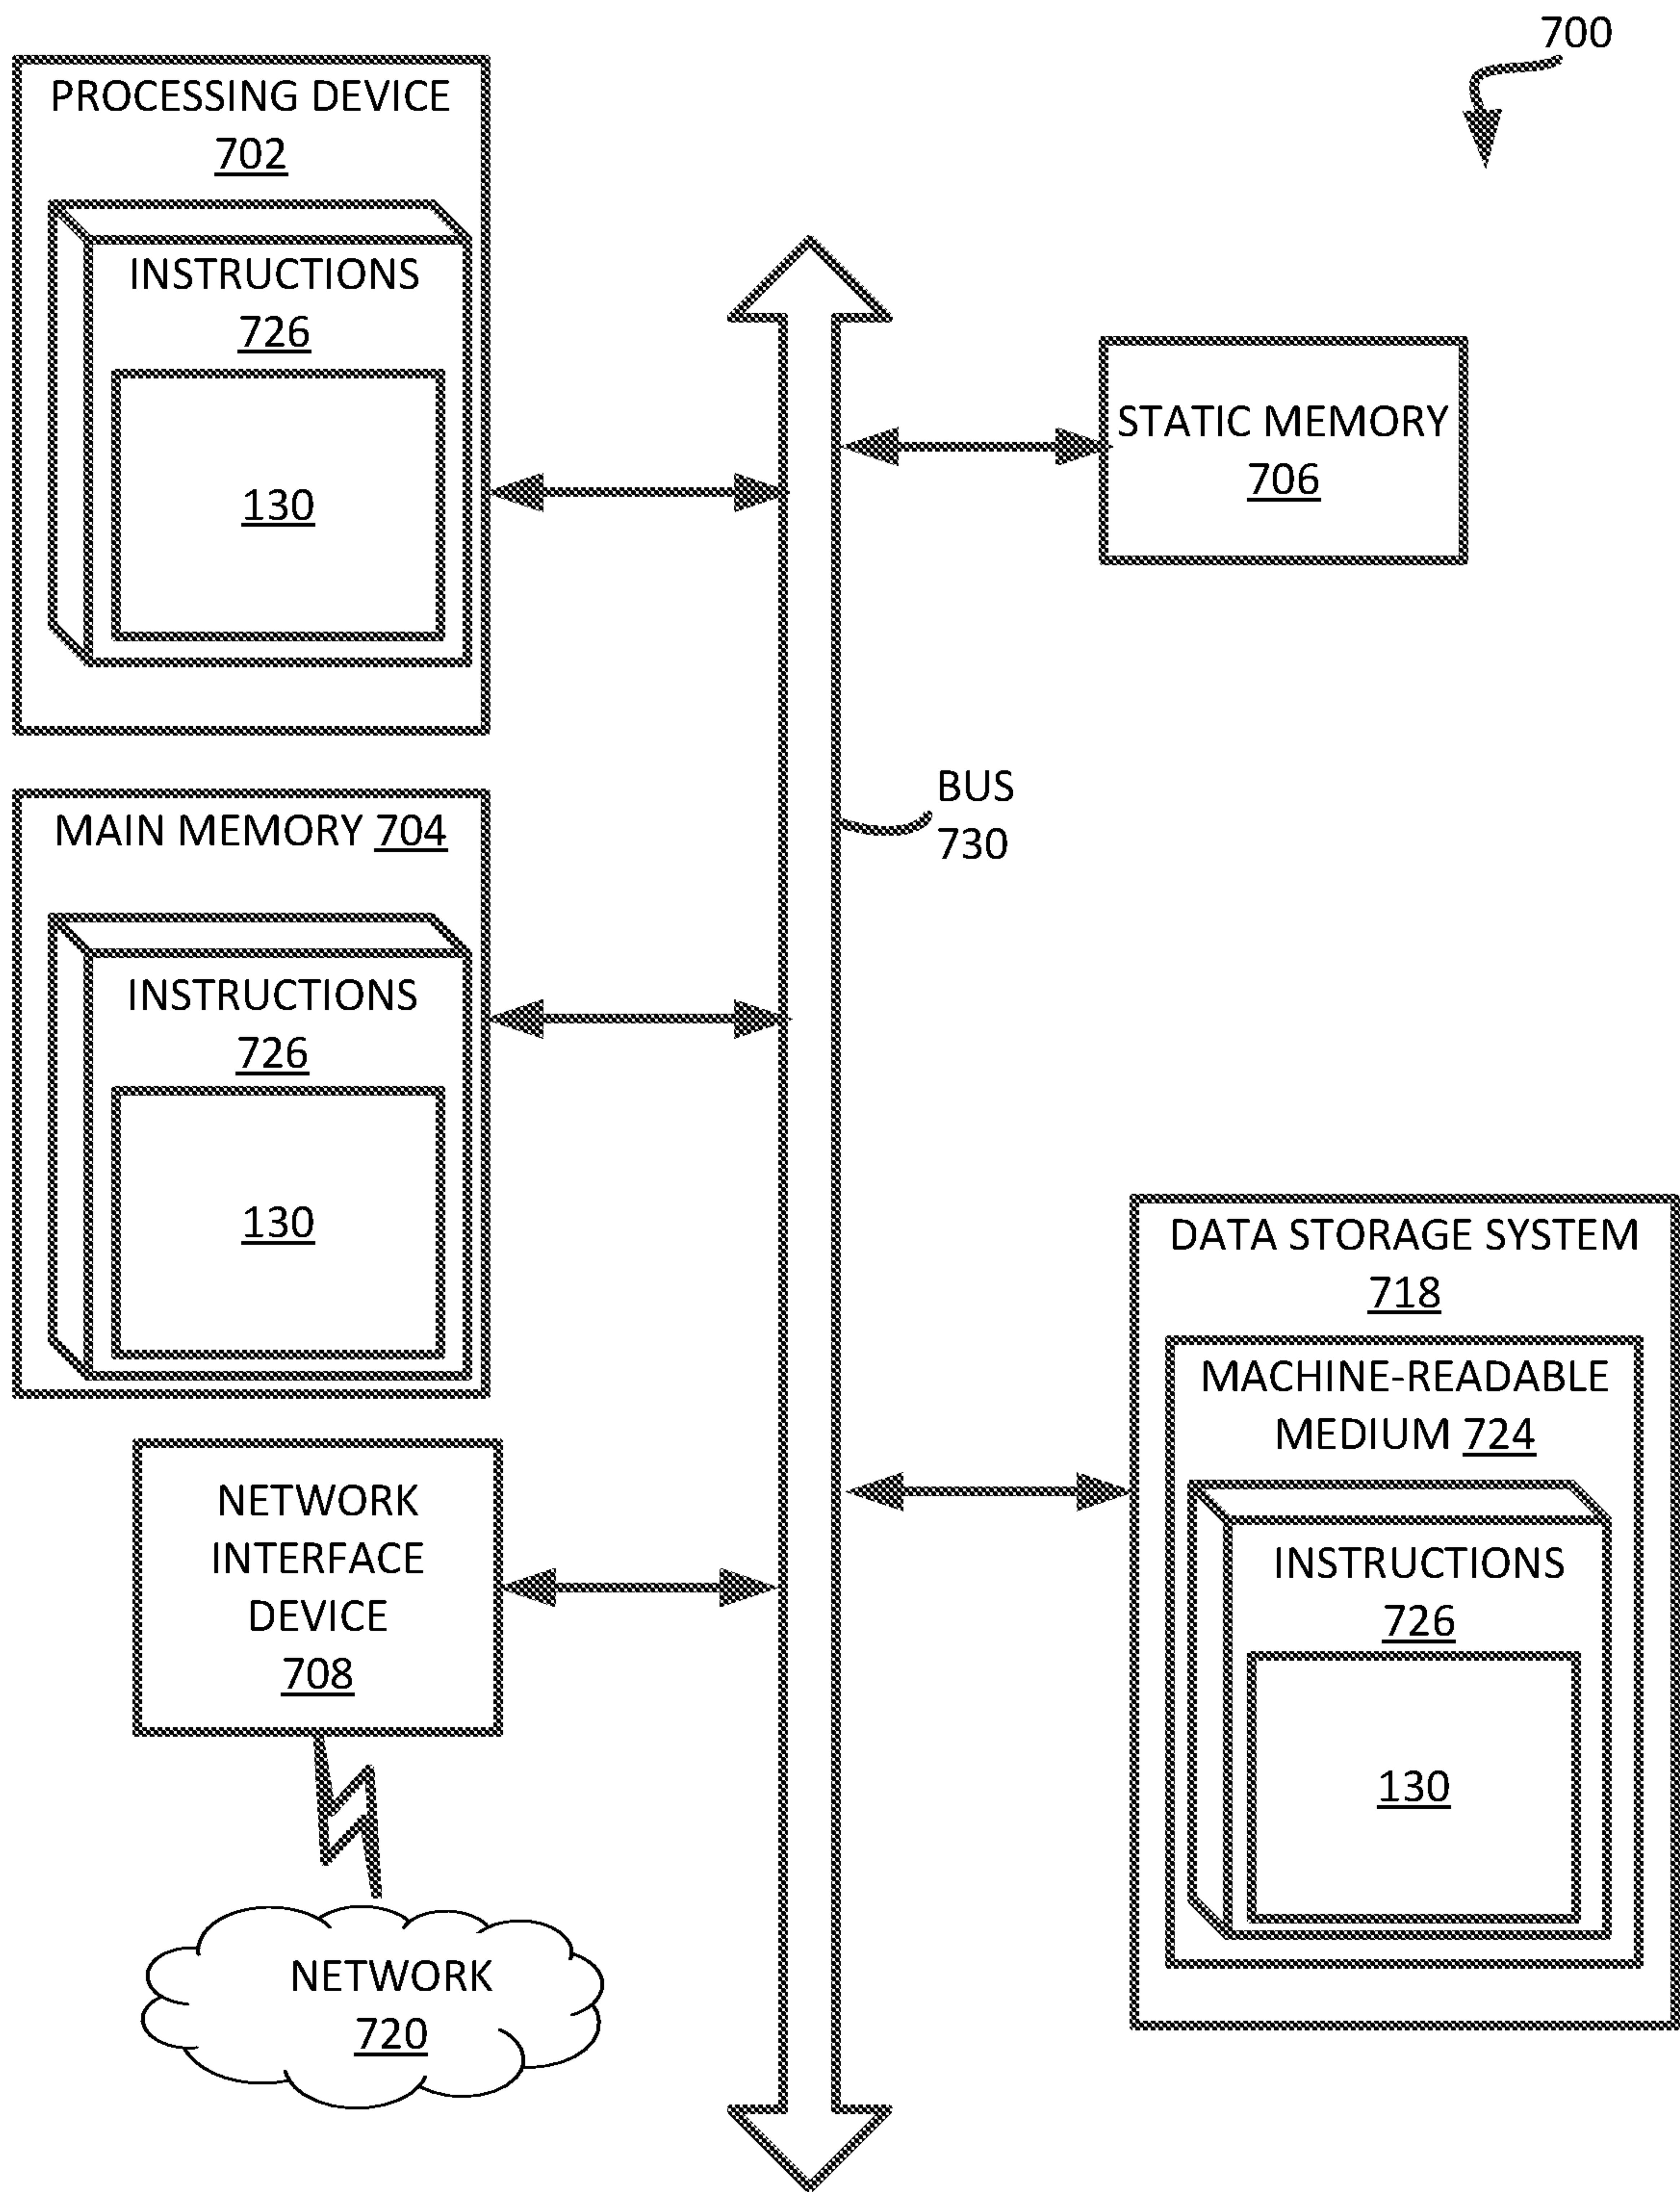 700
PROCESSING DEVICE
702
INSTRUCTIONS
726
130
STATIC MEMORY
706
BUS
730
MAIN MEMORY 704
INSTRUCTIONS
726
130
DATA STORAGE SYSTEM
718
MACHINE-READABLE
MEDIUM 724
INSTRUCTIONS
726
130
NETWORK
INTERFACE
DEVICE
708
NETWORK
720